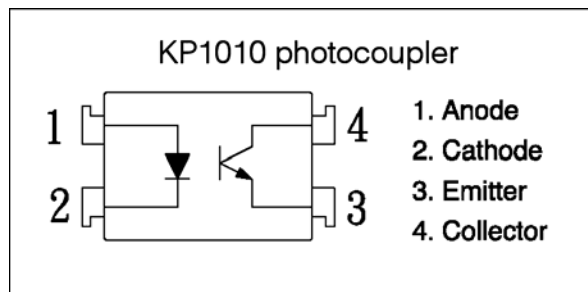 KP1010 photocoupler
1
2
4
3
1. Anode
2. Cathode
3. Emitter
4. Collector